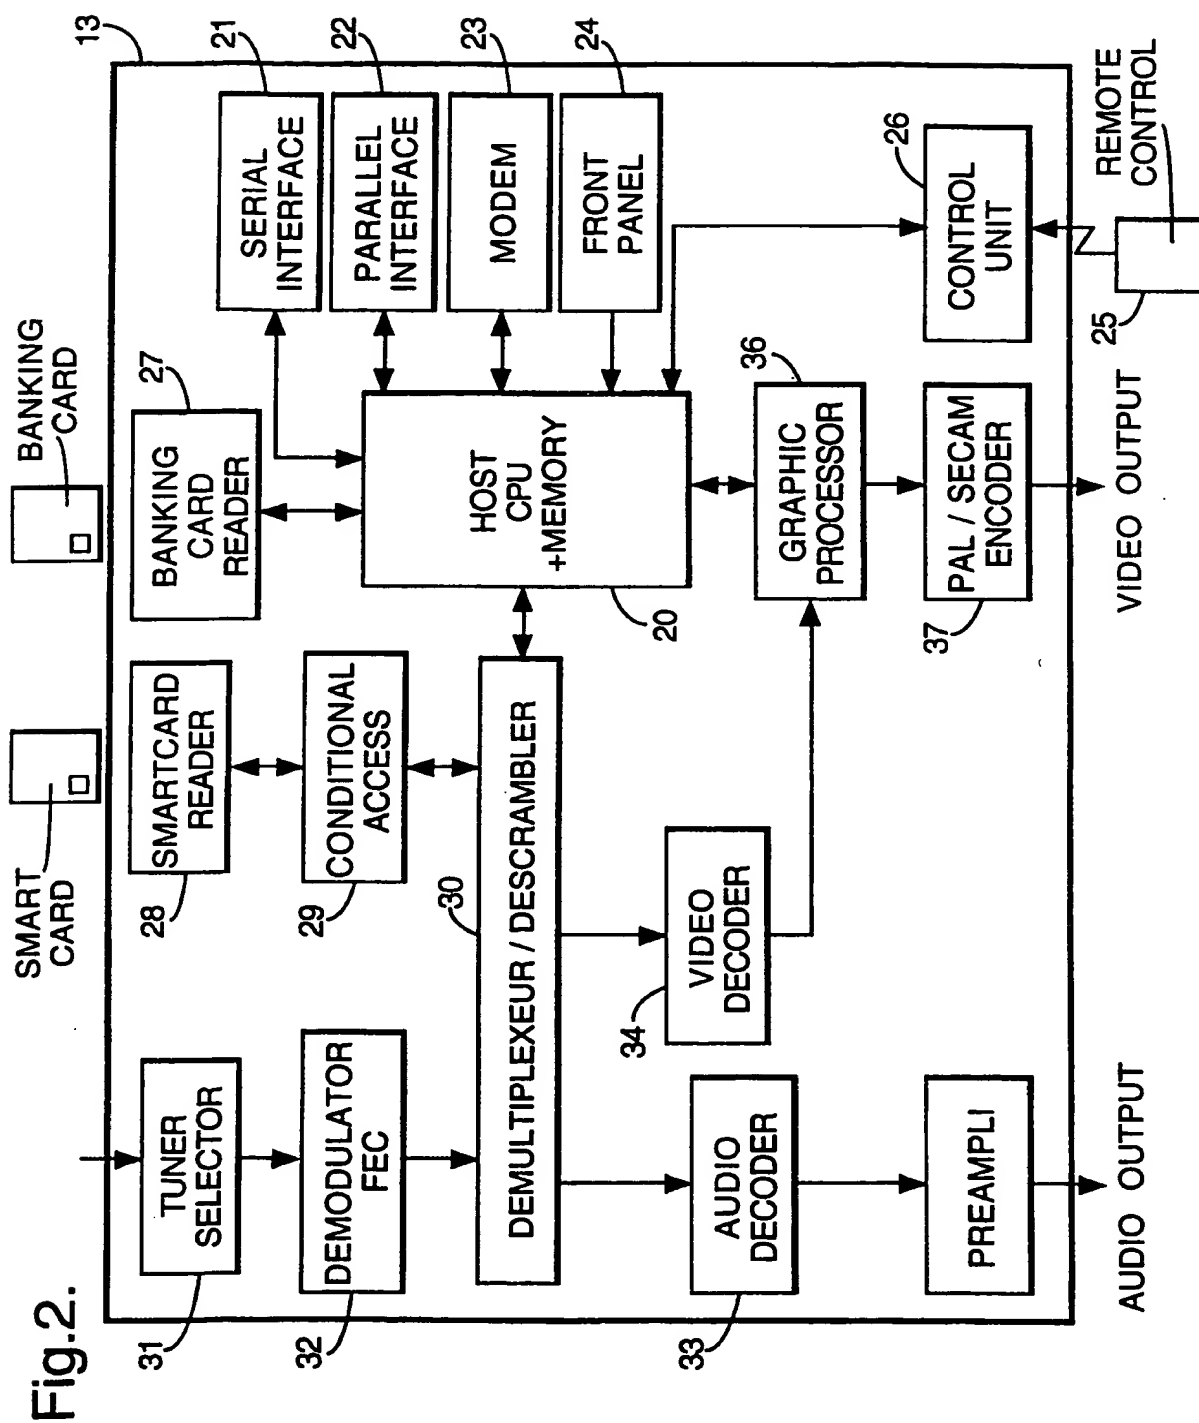 Fig.2.
SMART
CARD
BANKING
CARD
13
31
TUNER
SELECTOR
28
SMARTCARD
READER
27
BANKING
CARD
READER
21
SERIAL
INTERFACE
22
PARALLEL
INTERFACE
23
MODEM
24
FRONT
PANEL
32
DEMODULATOR
FEC
29
CONDITIONAL
ACCESS
30
DEMULTIPLEXEUR / DESCRAMBLER
HOST
CPU
+MEMORY
20
33
AUDIO
DECODER
34
VIDEO
DECODER
36
GRAPHIC
PROCESSOR
26
CONTROL
UNIT
PREAMPLI
37
PAL / SECAM
ENCODER
25
REMOTE
CONTROL
AUDIO OUTPUT
VIDEO OUTPUT